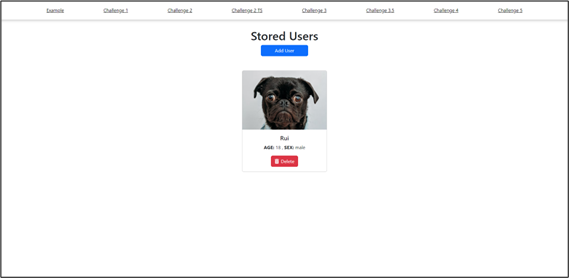 Example Challenge 1 Challenge 2 Challenge 2 TS Challenge 3 Challenge 3.5 Challenge 4 Challenge 5
Stored Users
Add User
Rui
AGE: 18 , SEX: male
Delete